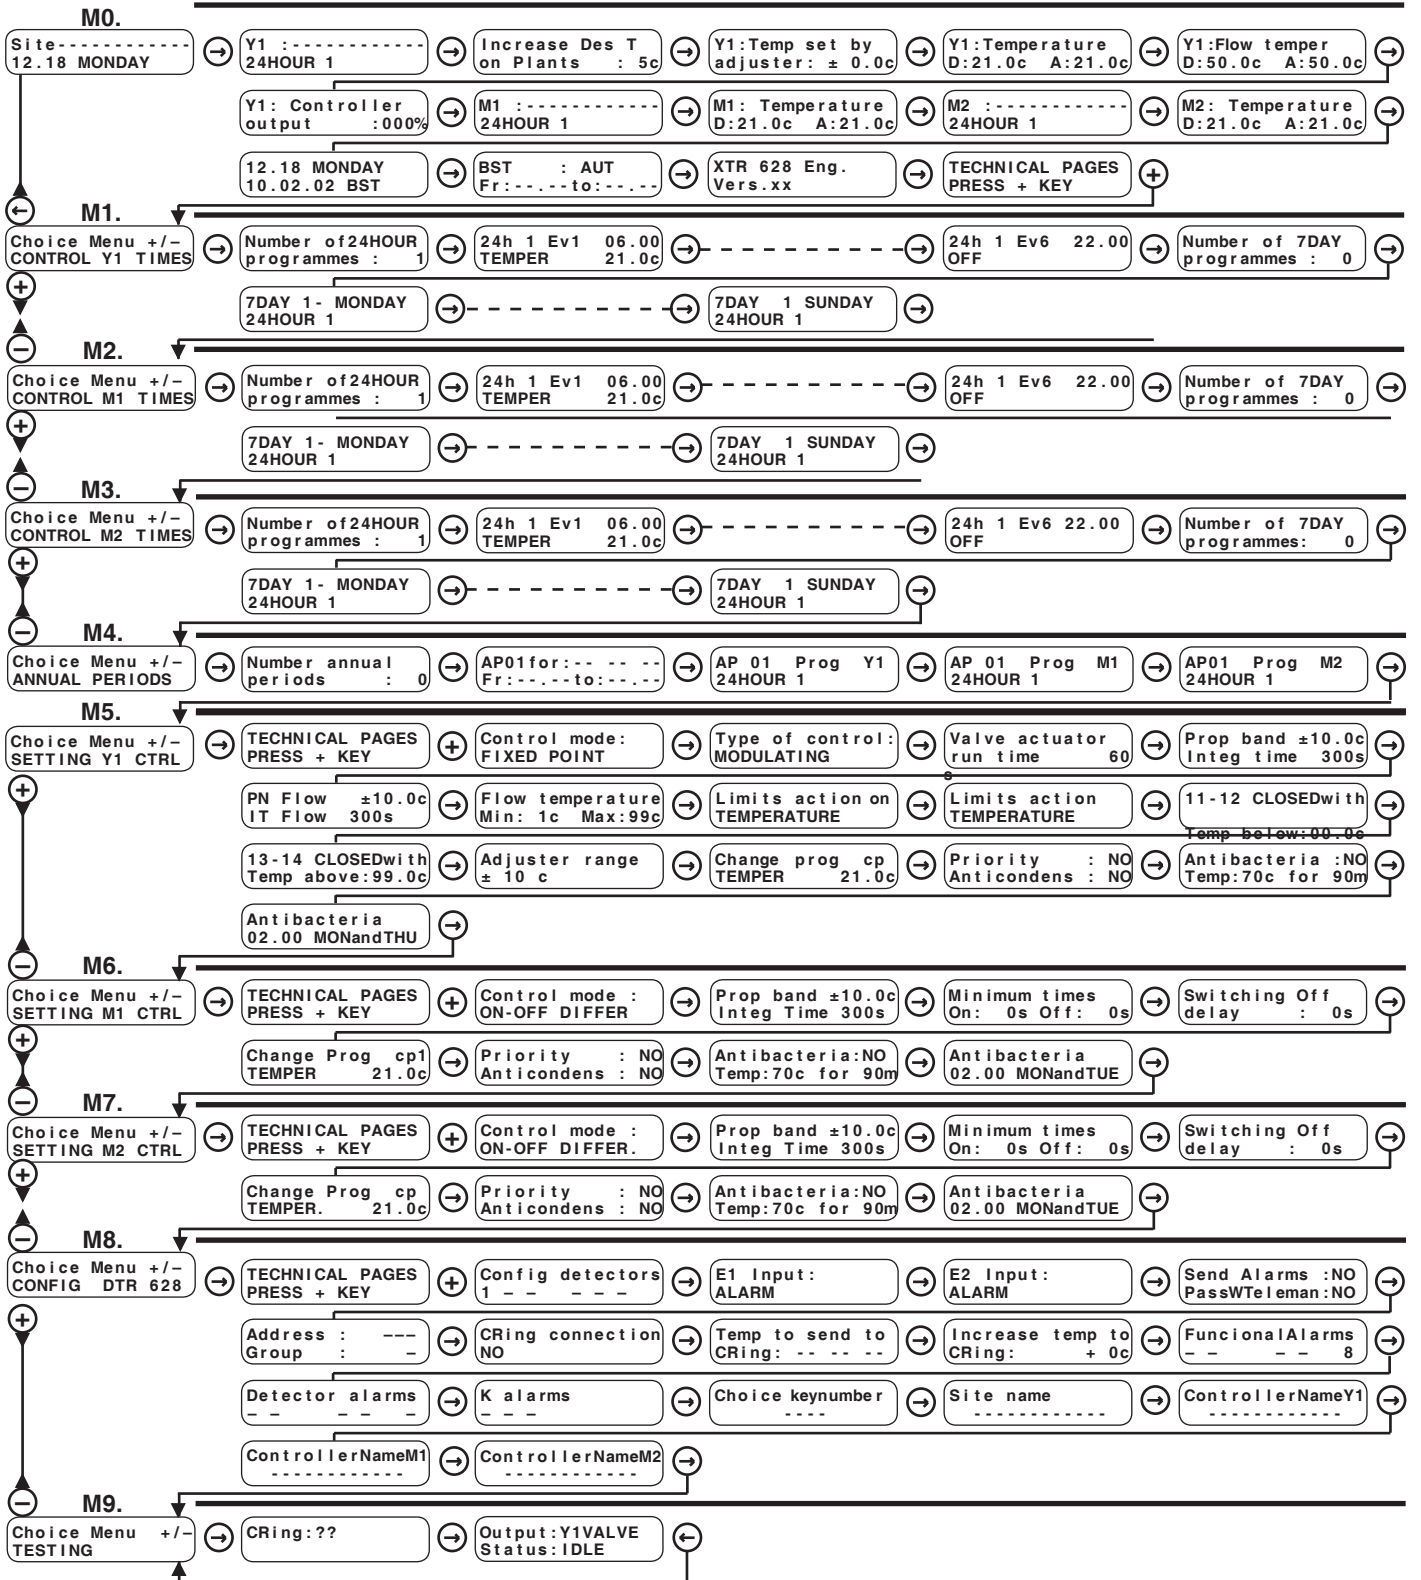 M0.
Site------------
12.18 MONDAY
Y1 :------------
24HOUR 1
Increase Des T
on Plants : 5c
Y1:Temp set by
adjuster: ± 0.0c
Y1:Temperature
D:21.0c A:21.0c
Y1:Flow temper
D:50.0c A:50.0c
Y1: Controller
output :000%
M1 :------------
24HOUR 1
M1: Temperature
D:21.0c A:21.0c
M2 :------------
24HOUR 1
M2: Temperature
D:21.0c A:21.0c
12.18 MONDAY
10.02.02 BST
BST : AUT
Fr:--.--to:--.--
XTR 628 Eng.
Vers.xx
TECHNICAL PAGES
PRESS + KEY
M1.
Choice Menu +/–
CONTROL Y1 TIMES
Number of24HOUR
programmes : 1
24h 1 Ev1 06.00
TEMPER 21.0c
24h 1 Ev6 22.00
OFF
Number of 7DAY
programmes : 0
7DAY 1- MONDAY
24HOUR 1
7DAY 1 SUNDAY
24HOUR 1
M2.
Choice Menu +/–
CONTROL M1 TIMES
Number of24HOUR
programmes : 1
24h 1 Ev1 06.00
TEMPER 21.0c
24h 1 Ev6 22.00
OFF
Number of 7DAY
programmes : 0
7DAY 1- MONDAY
24HOUR 1
7DAY 1 SUNDAY
24HOUR 1
M3.
Choice Menu +/–
CONTROL M2 TIMES
Number of24HOUR
programmes : 1
24h 1 Ev1 06.00
TEMPER 21.0c
24h 1 Ev6 22.00
OFF
Number of 7DAY
programmes: 0
7DAY 1- MONDAY
24HOUR 1
7DAY 1 SUNDAY
24HOUR 1
M4.
Choice Menu +/–
ANNUAL PERIODS
Number annual
periods : 0
AP01for:-- -- --
Fr:--.--to:--.--
AP 01 Prog Y1
24HOUR 1
AP 01 Prog M1
24HOUR 1
AP01 Prog M2
24HOUR 1
M5.
Choice Menu +/–
SETTING Y1 CTRL
TECHNICAL PAGES
PRESS + KEY
Control mode:
FIXED POINT
Type of control:
MODULATING
Valve actuator
run time 60
s
Prop band ±10.0c
Integ time 300s
PN Flow ±10.0c
IT Flow 300s
Flow temperature
Min: 1c Max:99c
Limits action on
TEMPERATURE
Limits action
TEMPERATURE
11-12 CLOSEDwith
Temp below:00.0c
13-14 CLOSEDwith
Temp above:99.0c
Adjuster range
± 10 c
Change prog cp
TEMPER 21.0c
Priority : NO
Anticondens : NO
Antibacteria :NO
Temp:70c for 90m
Antibacteria
02.00 MONandTHU
M6.
Choice Menu +/–
SETTING M1 CTRL
TECHNICAL PAGES
PRESS + KEY
Control mode :
ON-OFF DIFFER
Prop band ±10.0c
Integ Time 300s
Minimum times
On: 0s Off: 0s
Switching Off
delay : 0s
Change Prog cp1
TEMPER 21.0c
Priority : NO
Anticondens : NO
Antibacteria:NO
Temp:70c for 90m
Antibacteria
02.00 MONandTUE
M7.
Choice Menu +/–
SETTING M2 CTRL
TECHNICAL PAGES
PRESS + KEY
Control mode :
ON-OFF DIFFER.
Prop band ±10.0c
Integ Time 300s
Minimum times
On: 0s Off: 0s
Switching Off
delay : 0s
Change Prog cp
TEMPER. 21.0c
Priority : NO
Anticondens : NO
Antibacteria:NO
Temp:70c for 90m
Antibacteria
02.00 MONandTUE
M8.
Choice Menu +/–
CONFIG DTR 628
TECHNICAL PAGES
PRESS + KEY
Config detectors
1 – – – – –
E1 Input:
ALARM
E2 Input:
ALARM
Send Alarms :NO
PassWTeleman:NO
Address : –––
Group : –
CRing connection
NO
Temp to send to
CRing: -- -- --
Increase temp to
CRing: + 0c
FuncionalAlarms
– – – – 8
Detector alarms
– – – – –
K alarms
– – –
Choice keynumber
----
Site name
------------
ControllerNameY1
------------
ControllerNameM1
------------
ControllerNameM2
------------
M9.
Choice Menu +/–
TESTING
CRing:??
Output:Y1VALVE
Status:IDLE